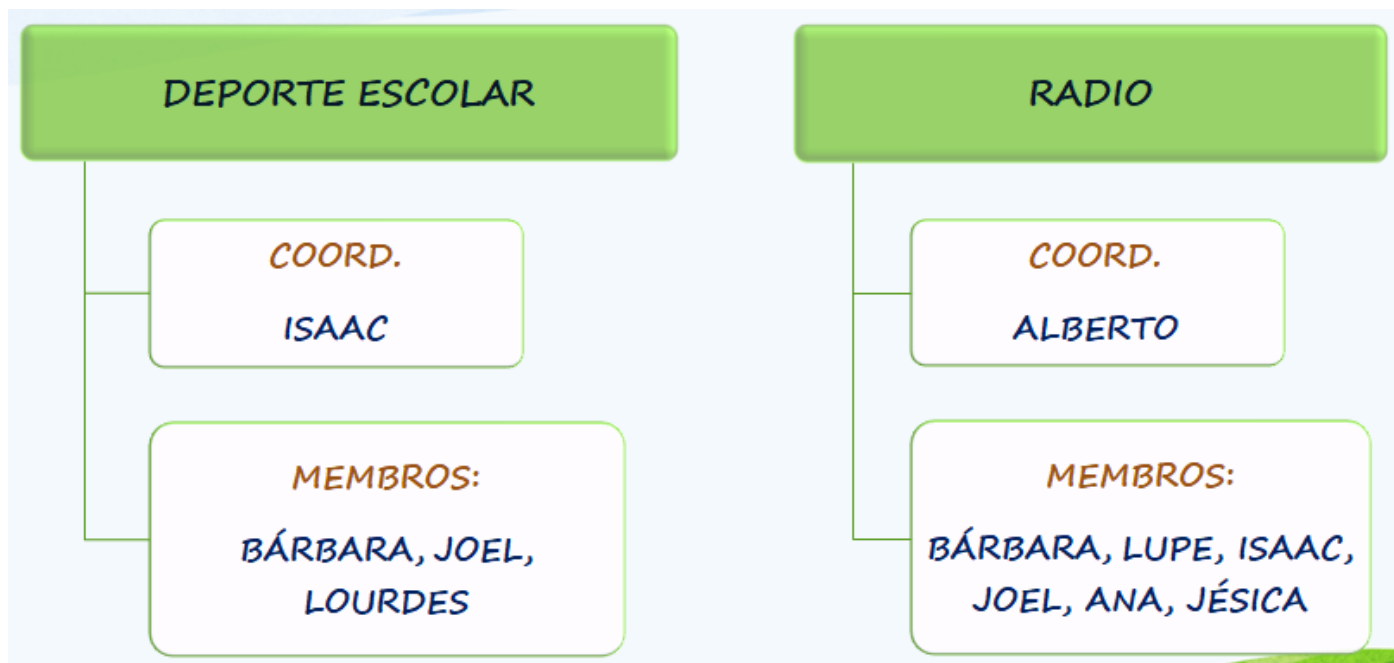 DEPORTE ESCOLAR
COORD.
ISAAC
MEMBROS:
BÁRBARA, JOEL,
LOURDES
RADIO
COORD.
ALBERTO
MEMBROS:
BÁRBARA, LUPE, ISAAC,
JOEL, ANA, JÉSICA